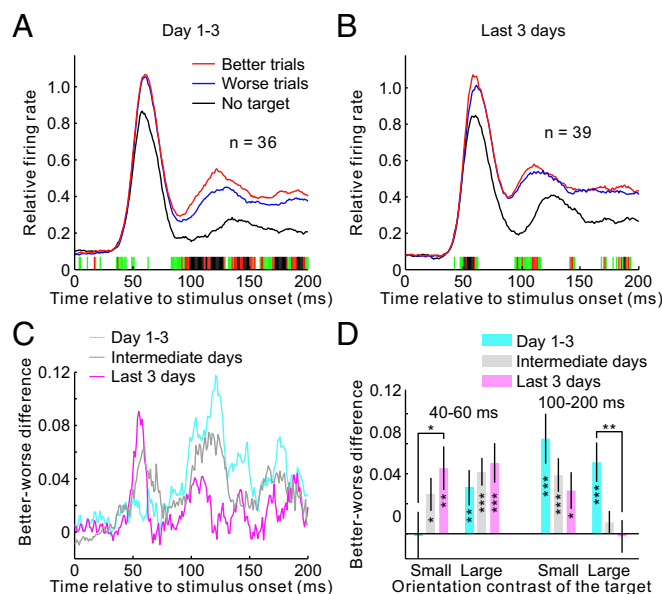 A
Day 1-3
Relative firing rate
1.0
0.8
0.6
0.4
0.2
0
Better trials
Worse trials
No target
n = 36
0 50 100 150 200
Time relative to stimulus onset (ms)
B
Last 3 days
Relative firing rate
1.0
0.8
0.6
0.4
0.2
0
n = 39
0 50 100 150 200
Time relative to stimulus onset (ms)
C
Day 1-3
Intermediate days
Last 3 days
Better-worse difference
0.12
0.08
0.04
0
0 50 100 150 200
Time relative to stimulus onset (ms)
D
Day 1-3
Intermediate days
Last 3 days
Better-worse difference
0.12
0.08
0.04
0
40-60 ms
100-200 ms
*
**
* ** ** *** *** *** *** * ***
Small Large Small Large
Orientation contrast of the target